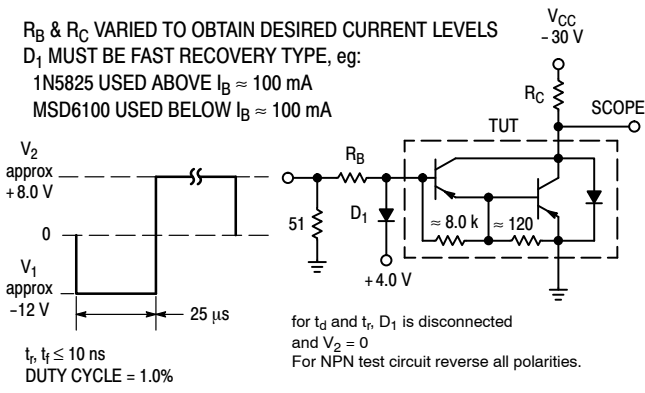 R_B & R_C VARIED TO OBTAIN DESIRED CURRENT LEVELS
D_1 MUST BE FAST RECOVERY TYPE, eg:
1N5825 USED ABOVE I_B ≈ 100 mA
MSD6100 USED BELOW I_B ≈ 100 mA
V_CC
- 30 V
R_C
SCOPE
TUT
V_2
approx
+8.0 V
0
V_1
approx
-12 V
25 µs
t_r, t_f ≤ 10 ns
DUTY CYCLE = 1.0%
R_B
51
D_1
+4.0 V
≈ 8.0 k
≈ 120
for t_d and t_r, D_1 is disconnected
and V_2 = 0
For NPN test circuit reverse all polarities.